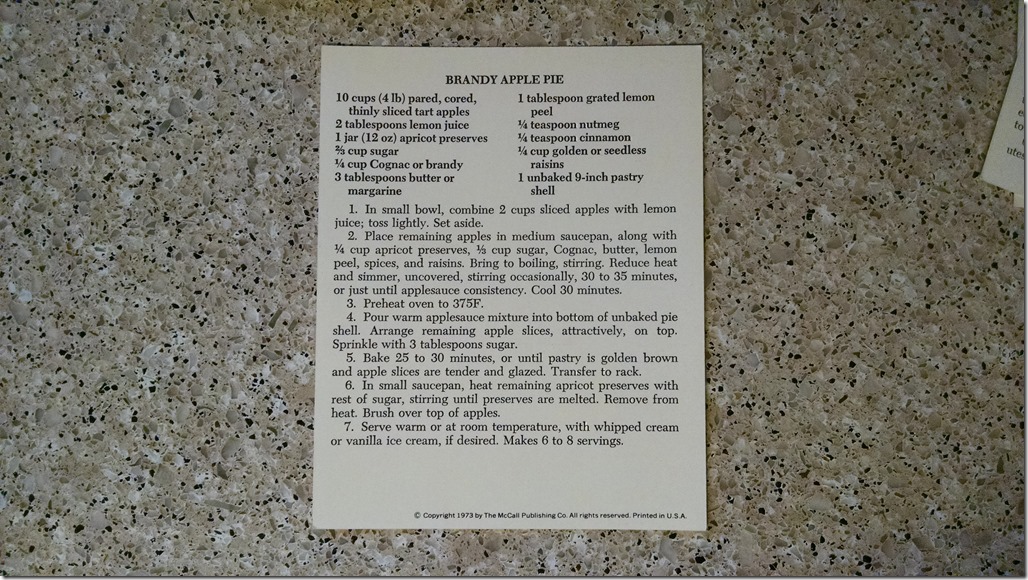 BRANDY APPLE PIE
10 cups (4 lb) pared, cored,
thinly sliced tart apples
2 tablespoons lemon juice
1 jar (12 oz) apricot preserves
⅔ cup sugar
¼ cup Cognac or brandy
3 tablespoons butter or
margarine
1 tablespoon grated lemon
peel
¼ teaspoon nutmeg
¼ teaspoon cinnamon
¼ cup golden or seedless
raisins
1 unbaked 9-inch pastry
shell
1. In small bowl, combine 2 cups sliced apples with lemon
juice; toss lightly. Set aside.
2. Place remaining apples in medium saucepan, along with
¼ cup apricot preserves, ⅓ cup sugar, Cognac, butter, lemon
peel, spices, and raisins. Bring to boiling, stirring. Reduce heat
and simmer, uncovered, stirring occasionally, 30 to 35 minutes,
or just until applesauce consistency. Cool 30 minutes.
3. Preheat oven to 375F.
4. Pour warm applesauce mixture into bottom of unbaked pie
shell. Arrange remaining apple slices, attractively, on top.
Sprinkle with 3 tablespoons sugar.
5. Bake 25 to 30 minutes, or until pastry is golden brown
and apple slices are tender and glazed. Transfer to rack.
6. In small saucepan, heat remaining apricot preserves with
rest of sugar, stirring until preserves are melted. Remove from
heat. Brush over top of apples.
7. Serve warm or at room temperature, with whipped cream
or vanilla ice cream, if desired. Makes 6 to 8 servings.
© Copyright 1973 by The McCall Publishing Co. All rights reserved. Printed in U.S.A.